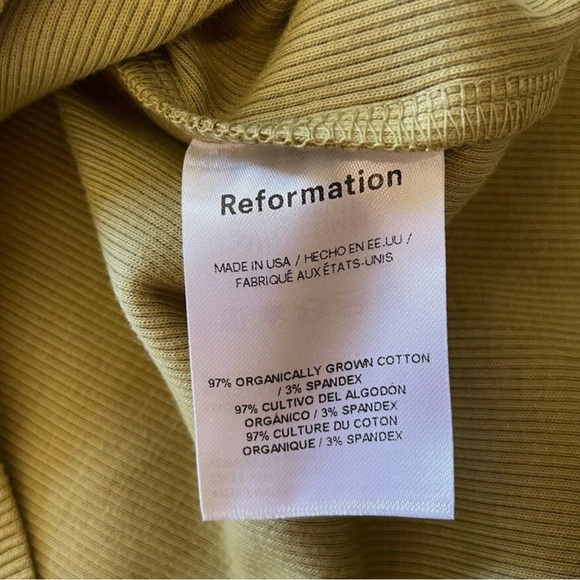 Reformation
MADE IN USA / HECHO EN EE.UU /
FABRIQUÉ AUX ÉTATS-UNIS
97% ORGANICALLY GROWN COTTON
/ 3% SPANDEX
97% CULTIVO DEL ALGODÓN
ORGÁNICO / 3% SPANDEX
97% CULTURE DU COTON
ORGANIQUE / 3% SPANDEX